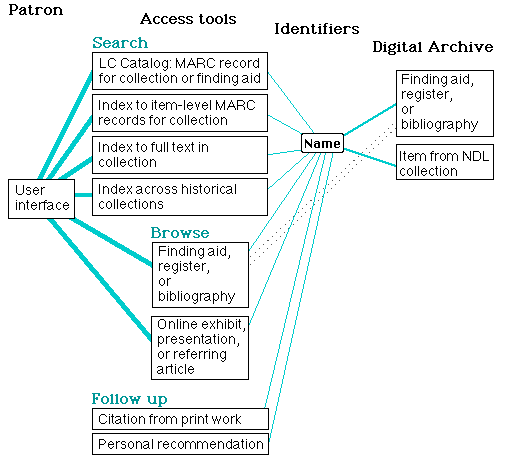 Patron
Access tools
Identifiers
Digital Archive
Search
LC Catalog: MARC record
for collection or finding aid
Index to item-level MARC
records for collection
Index to full text in
collection
Index across historical
collections
User
interface
Name
Finding aid,
register,
or
bibliography
Item from NDL
collection
Browse
Finding aid,
register,
or
bibliography
Online exhibit,
presentation,
or referring
article
Follow up
Citation from print work
Personal recommendation